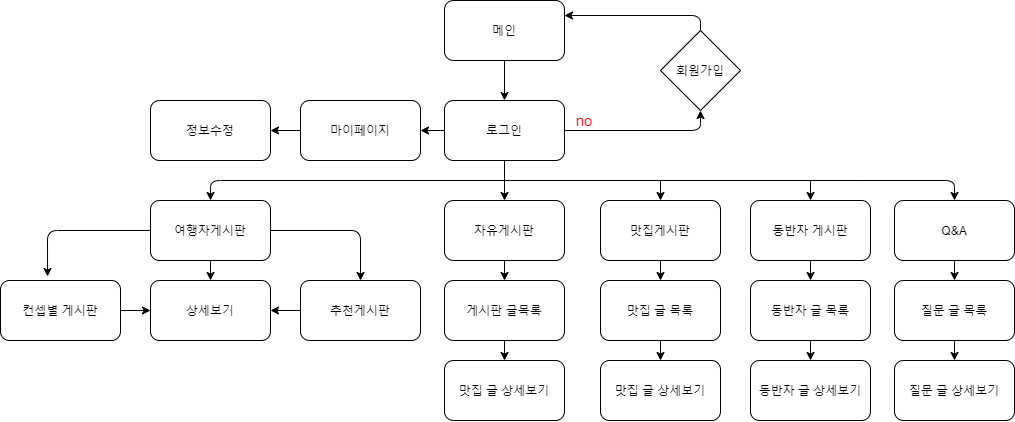 메인
회원가입
정보수정
마이페이지
로그인
no
여행자게시판
자유게시판
맛집게시판
동반자 게시판
Q&A
컨셉별 게시판
상세보기
추천게시판
게시판 글목록
맛집 글 목록
동반자 글 목록
질문 글 목록
맛집 글 상세보기
맛집 글 상세보기
동반자 글 상세보기
질문 글 상세보기